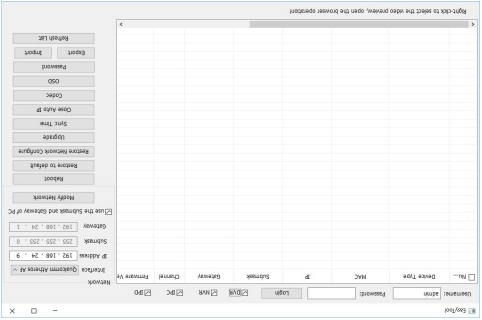 EasyTool
Username: admin Password: Login DVR NVR IPC IPD
Nu... Device Type MAC IP Submask Gateway Channel Firmware Ve
Network
Interface Qualcomm Atheros AR
IP Address 192 . 168 . 24 . 9
Submask 255 . 255 . 255 . 0
Gateway 192 . 168 . 24 . 1
use the Submask and Gateway of PC
Modify Network
Reboot
Restore to default
Restore Network Configure
Upgrade
Sync Time
Close Auto IP
Codec
OSD
Password
Export Import
Refresh List
Right-click to select the video preview, open the browser operation!